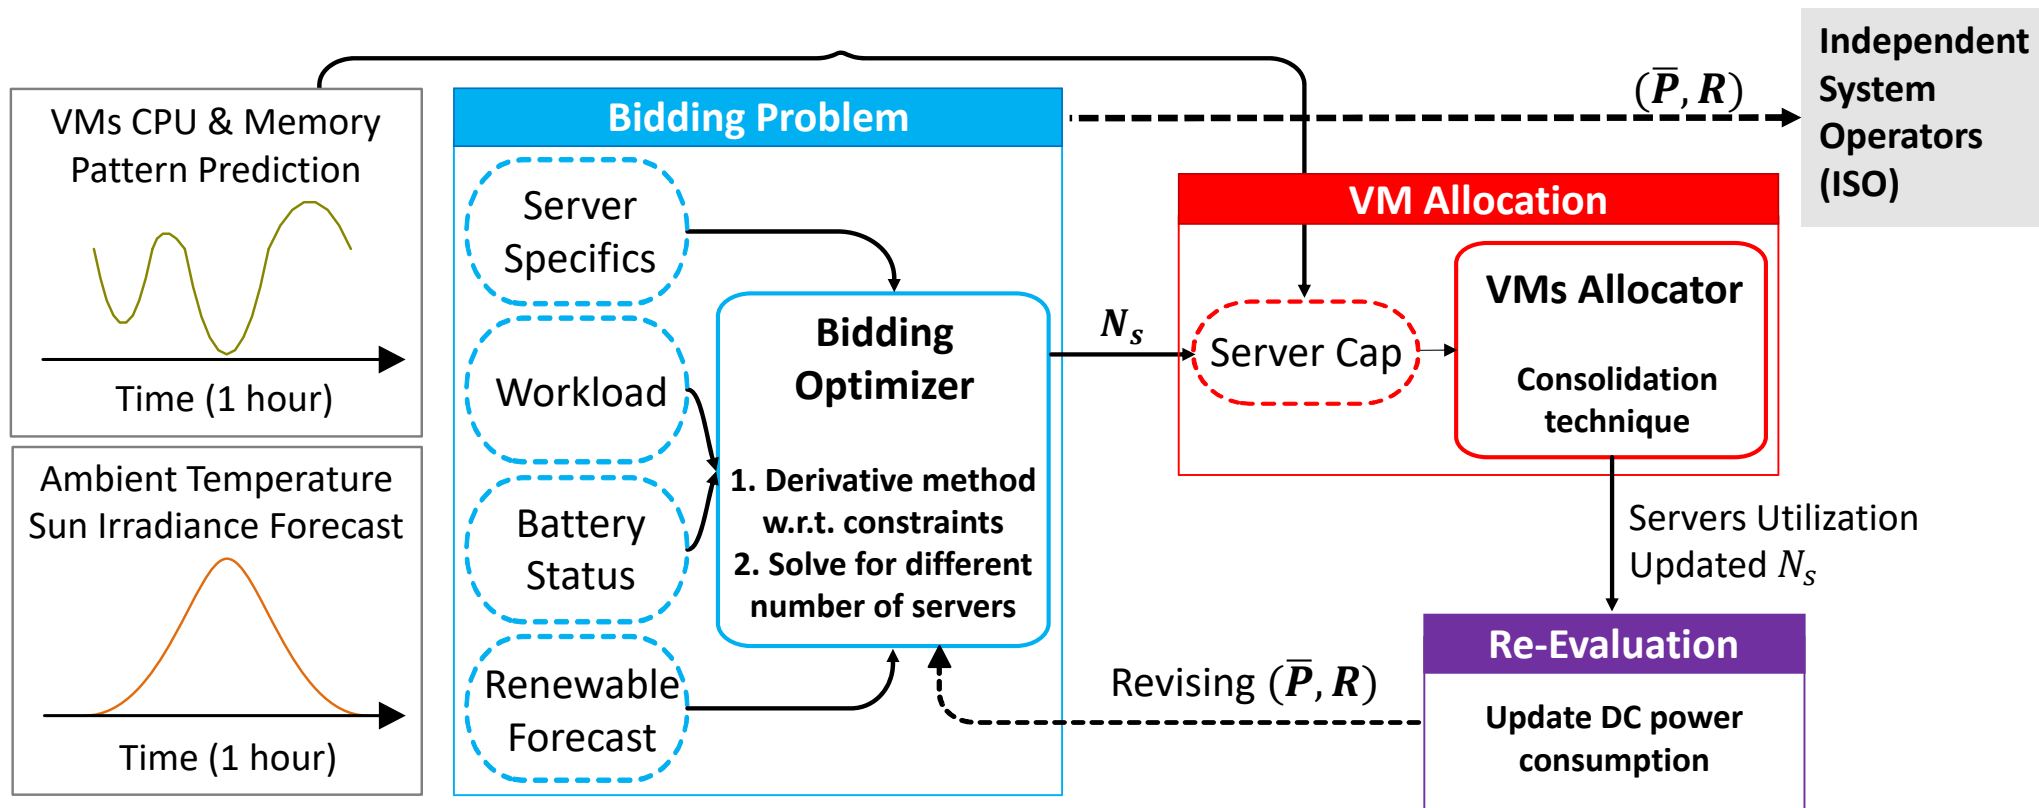 VMs CPU & Memory
Pattern Prediction
Time (1 hour)
Ambient Temperature
Sun Irradiance Forecast
Time (1 hour)
Bidding Problem
Server
Specifics
Workload
Battery
Status
Renewable
Forecast
Bidding
Optimizer
1. Derivative method
w.r.t. constraints
2. Solve for different
number of servers
(P̅, R)
Independent
System
Operators
(ISO)
Nₛ
VM Allocation
Server Cap
VMs Allocator
Consolidation
technique
Servers Utilization
Updated Nₛ
Re-Evaluation
Update DC power
consumption
Revising (P̅, R)